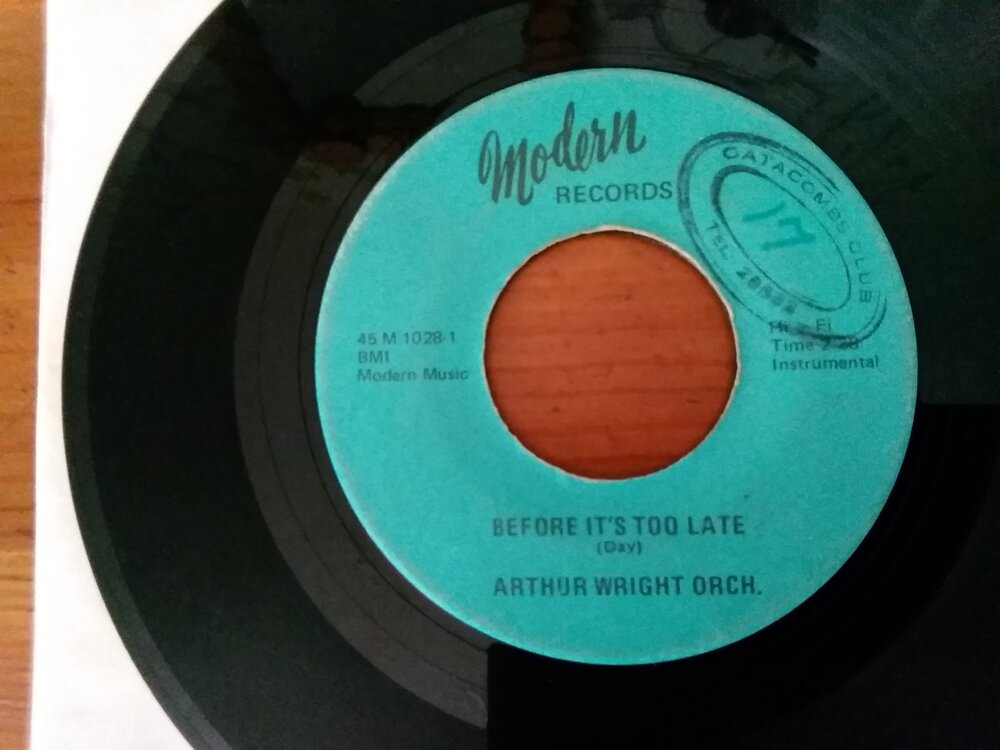 Modern
RECORDS
CATACOMBS CLUB
17
TEL.
45 M 1028-1
BMI
Modern Music
Hi - Fi
Time
Instrumental
BEFORE IT'S TOO LATE
(Day)
ARTHUR WRIGHT ORCH.